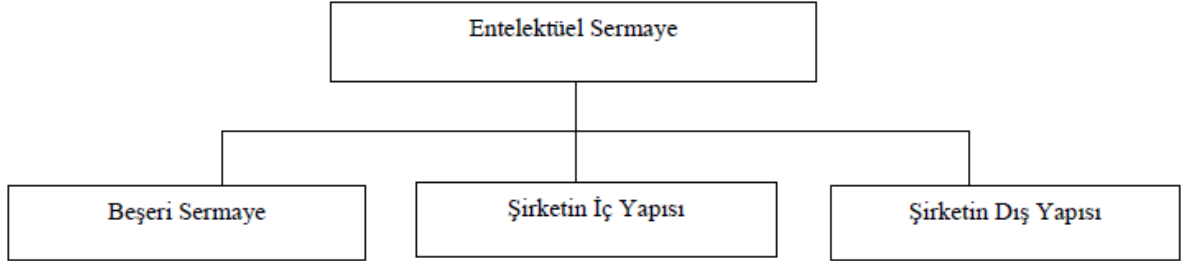 Entelektüel Sermaye
Beşeri Sermaye
Şirketin İç Yapısı
Şirketin Dış Yapısı